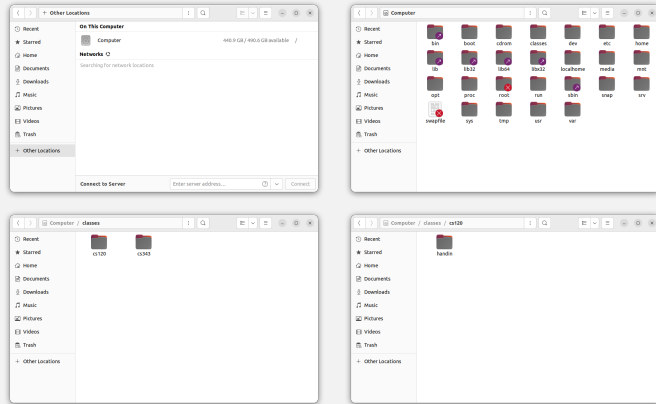 + Other Locations
Recent
Starred
Home
Documents
Downloads
Music
Pictures
Videos
Trash
+ Other Locations
On This Computer
Computer 440.9 GB / 490.6 GB available /
Networks
Searching for network locations
Connect to Server Enter server address... Connect
Computer
Recent
Starred
Home
Documents
Downloads
Music
Pictures
Videos
Trash
+ Other Locations
bin boot cdrom classes dev etc home
lib lib32 lib64 libx32 localhome media mnt
opt proc root run sbin snap srv
swapfile sys tmp usr var
Computer / classes
Recent
Starred
Home
Documents
Downloads
Music
Pictures
Videos
Trash
+ Other Locations
cs120 cs343
Computer / classes / cs120
Recent
Starred
Home
Documents
Downloads
Music
Pictures
Videos
Trash
+ Other Locations
handin